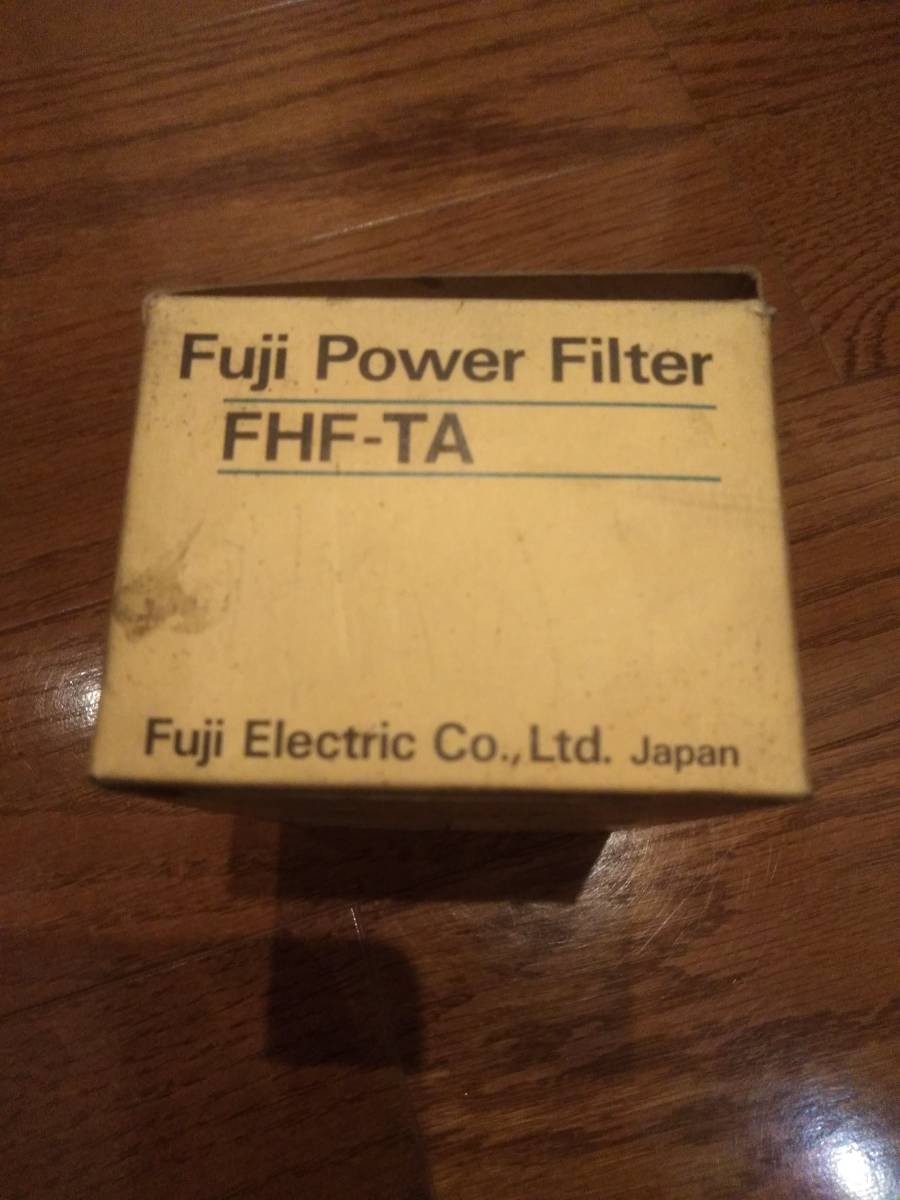 Fuji Power Filter
FHF-TA
Fuji Electric Co.,Ltd. Japan